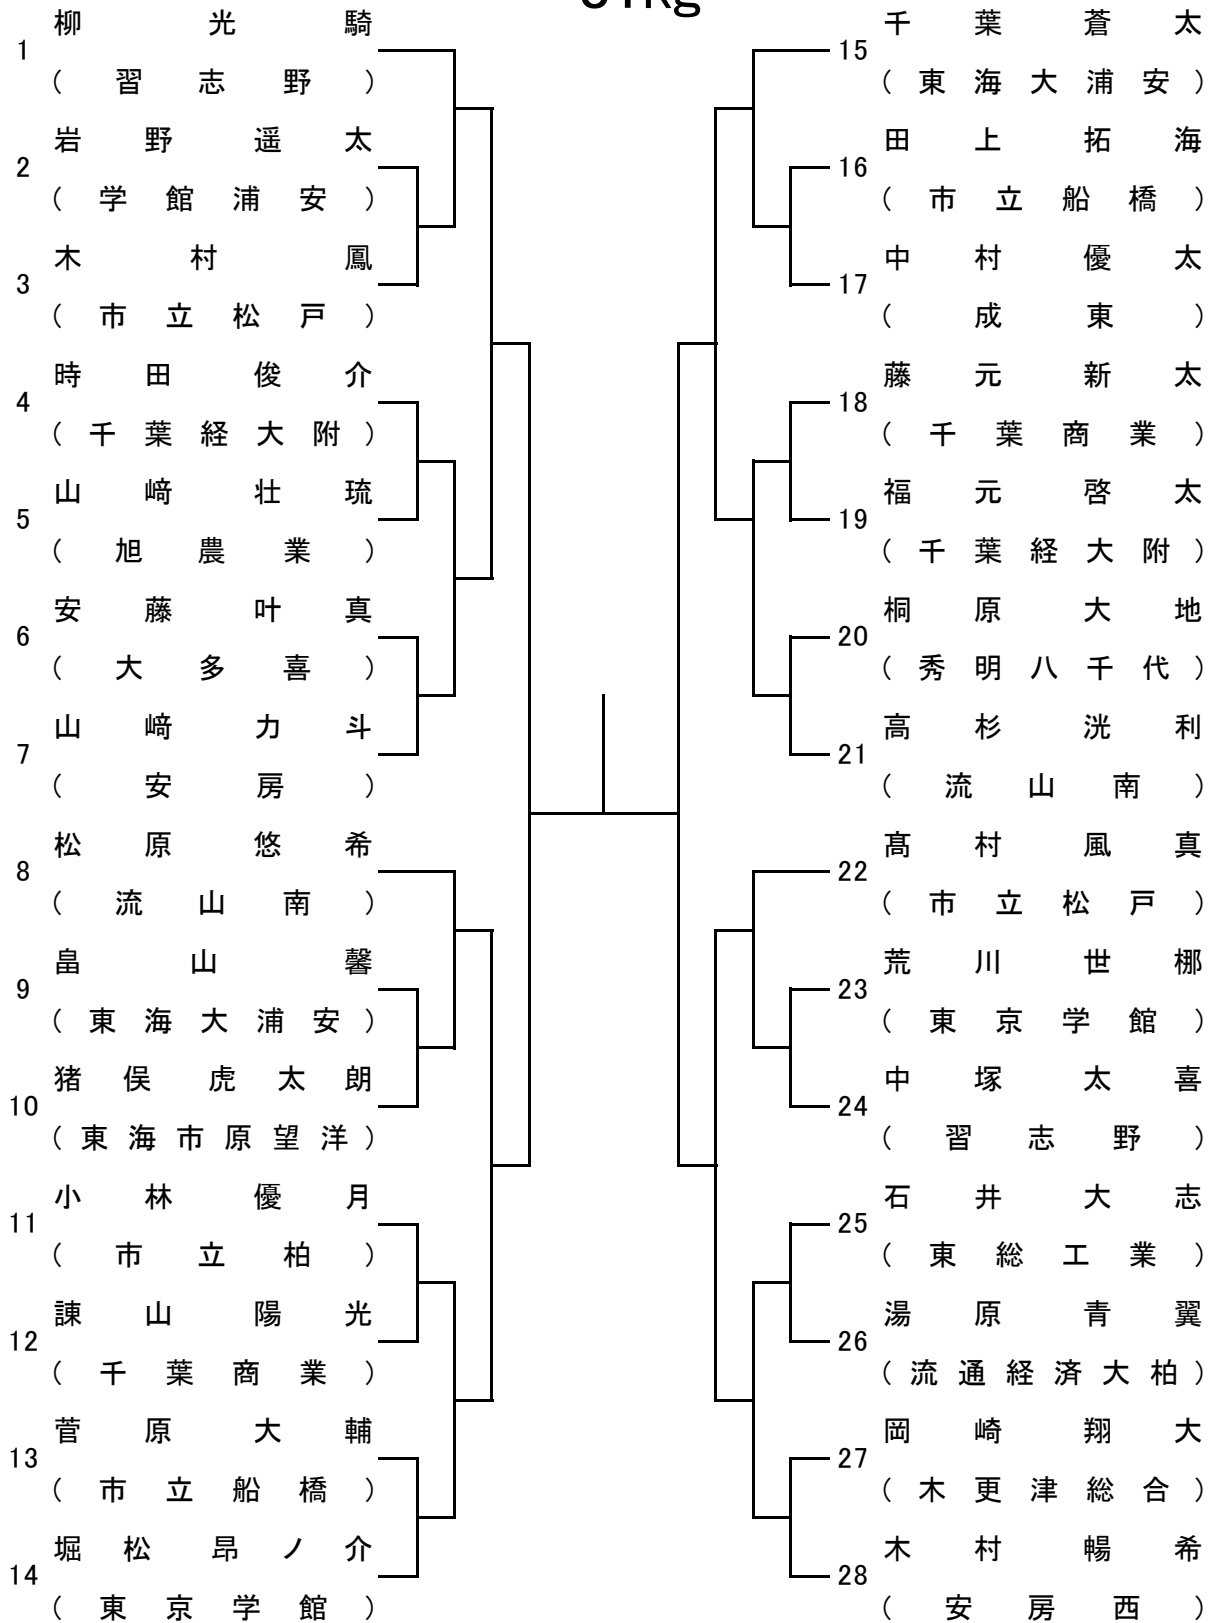 柳光騎
1
(習志野)
岩野遥太
2
(学館浦安)
木村鳳
3
(市立松戸)
時田俊介
4
(千葉経大附)
山﨑壮琉
5
(旭農業)
安藤叶真
6
(大多喜)
山﨑力斗
7
(安房)
松原悠希
8
(流山南)
畠山馨
9
(東海大浦安)
猪俣虎太朗
10
(東海市原望洋)
小林優月
11
(市立柏)
諌山陽光
12
(千葉商業)
菅原大輔
13
(市立船橋)
堀松昂ノ介
14
(東京学館)
千葉蒼太
15
(東海大浦安)
田上拓海
16
(市立船橋)
中村優太
17
(成東)
藤元新太
18
(千葉商業)
福元啓太
19
(千葉経大附)
桐原大地
20
(秀明八千代)
高杉洸利
21
(流山南)
髙村風真
22
(市立松戸)
荒川世梛
23
(東京学館)
中塚太喜
24
(習志野)
石井大志
25
(東総工業)
湯原青翼
26
(流通経済大柏)
岡崎翔大
27
(木更津総合)
木村暢希
28
(安房西)